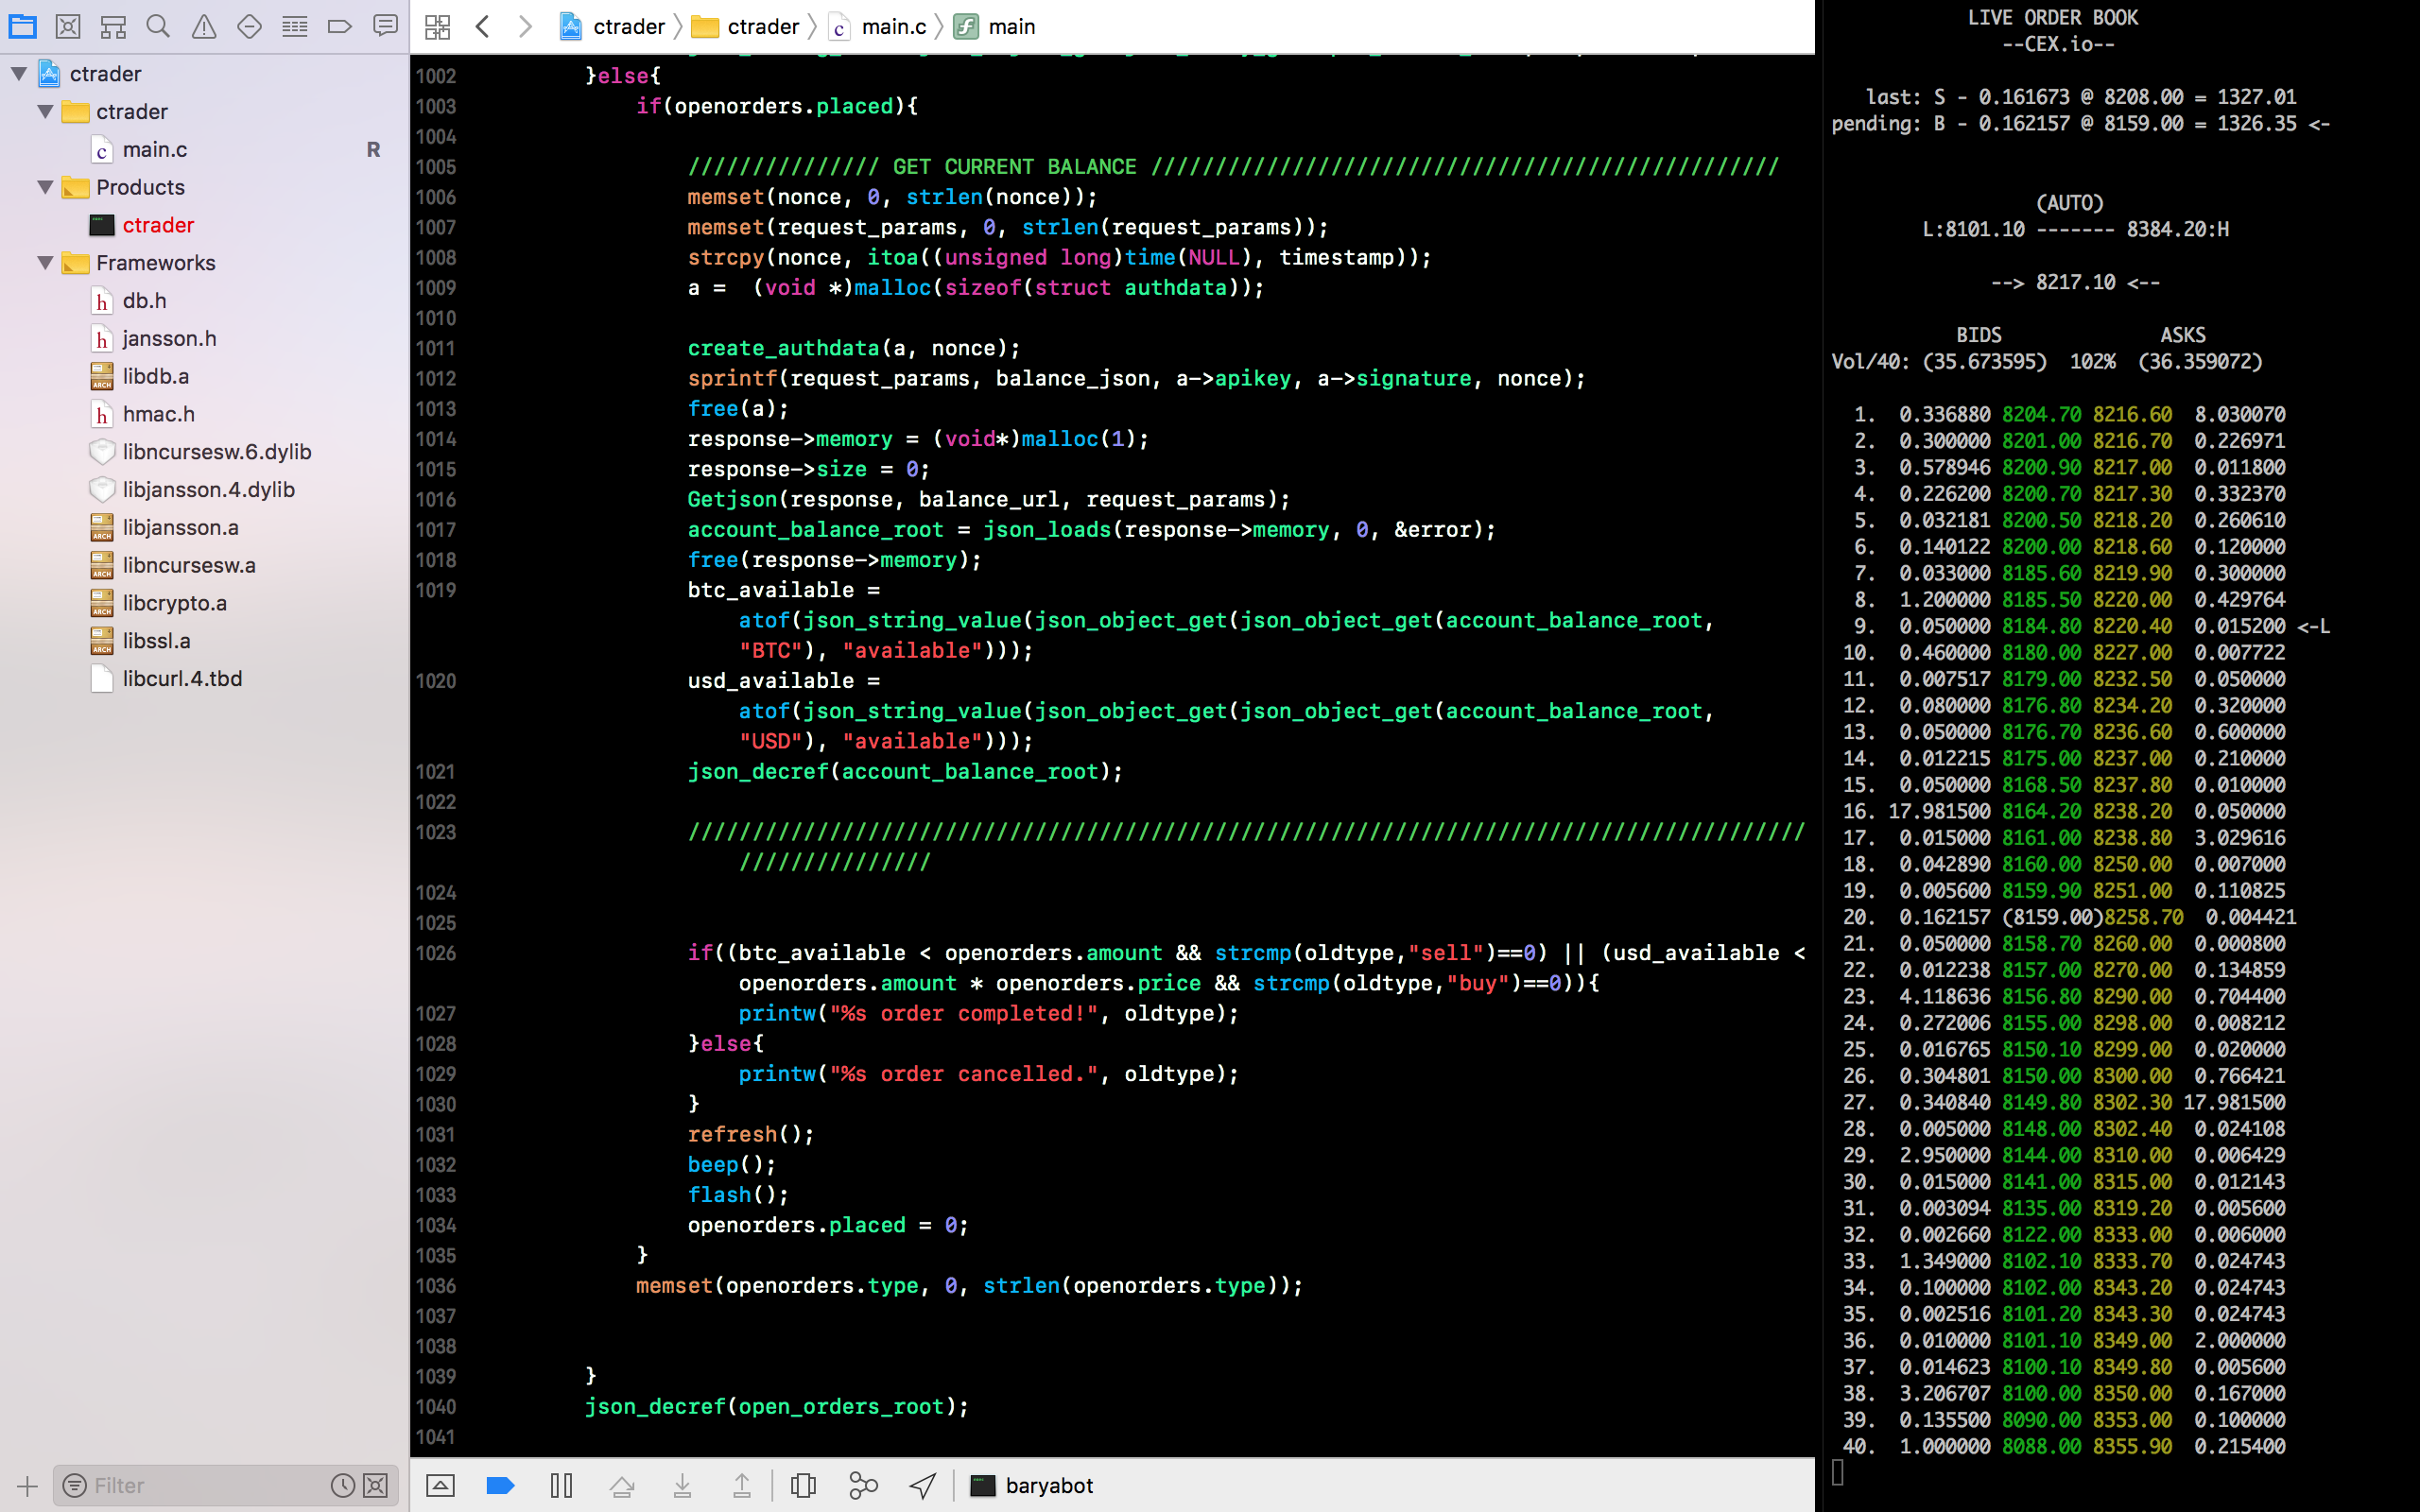 ctrader
ctrader
main.c R
Products
ctrader
Frameworks
db.h
jansson.h
libdb.a
hmac.h
libncursesw.6.dylib
libjansson.4.dylib
libjansson.a
libncursesw.a
libcrypto.a
libssl.a
libcurl.4.tbd
Filter
ctrader ctrader main.c main
1002 }else{
1003 if(openorders.placed){
1004
1005 /////////////// GET CURRENT BALANCE /////////////////////////////////////////////////
1006 memset(nonce, 0, strlen(nonce));
1007 memset(request_params, 0, strlen(request_params));
1008 strcpy(nonce, itoa((unsigned long)time(NULL), timestamp));
1009 a =  (void *)malloc(sizeof(struct authdata));
1010
1011 create_authdata(a, nonce);
1012 sprintf(request_params, balance_json, a->apikey, a->signature, nonce);
1013 free(a);
1014 response->memory = (void*)malloc(1);
1015 response->size = 0;
1016 Getjson(response, balance_url, request_params);
1017 account_balance_root = json_loads(response->memory, 0, &error);
1018 free(response->memory);
1019 btc_available =
atof(json_string_value(json_object_get(json_object_get(account_balance_root,
"BTC"), "available")));
1020 usd_available =
atof(json_string_value(json_object_get(json_object_get(account_balance_root,
"USD"), "available")));
1021 json_decref(account_balance_root);
1022
1023 ///////////////////////////////////////////////////////////////////////////////////////
///////////////
1024
1025
1026 if((btc_available < openorders.amount && strcmp(oldtype,"sell")==0) || (usd_available <
openorders.amount * openorders.price && strcmp(oldtype,"buy")==0)){
1027 printw("%s order completed!", oldtype);
1028 }else{
1029 printw("%s order cancelled.", oldtype);
1030 }
1031 refresh();
1032 beep();
1033 flash();
1034 openorders.placed = 0;
1035 }
1036 memset(openorders.type, 0, strlen(openorders.type));
1037
1038
1039 }
1040 json_decref(open_orders_root);
1041
baryabot
LIVE ORDER BOOK
--CEX.io--
last: S - 0.161673 @ 8208.00 = 1327.01
pending: B - 0.162157 @ 8159.00 = 1326.35 <-
(AUTO)
L:8101.10 ------- 8384.20:H
--> 8217.10 <--
BIDS ASKS
Vol/40: (35.673595) 102% (36.359072)
1. 0.336880 8204.70 8216.60 8.030070
2. 0.300000 8201.00 8216.70 0.226971
3. 0.578946 8200.90 8217.00 0.011800
4. 0.226200 8200.70 8217.30 0.332370
5. 0.032181 8200.50 8218.20 0.260610
6. 0.140122 8200.00 8218.60 0.120000
7. 0.033000 8185.60 8219.90 0.300000
8. 1.200000 8185.50 8220.00 0.429764
9. 0.050000 8184.80 8220.40 0.015200 <-L
10. 0.460000 8180.00 8227.00 0.007722
11. 0.007517 8179.00 8232.50 0.050000
12. 0.080000 8176.80 8234.20 0.320000
13. 0.050000 8176.70 8236.60 0.600000
14. 0.012215 8175.00 8237.00 0.210000
15. 0.050000 8168.50 8237.80 0.010000
16. 17.981500 8164.20 8238.20 0.050000
17. 0.015000 8161.00 8238.80 3.029616
18. 0.042890 8160.00 8250.00 0.007000
19. 0.005600 8159.90 8251.00 0.110825
20. 0.162157 (8159.00)8258.70 0.004421
21. 0.050000 8158.70 8260.00 0.000800
22. 0.012238 8157.00 8270.00 0.134859
23. 4.118636 8156.80 8290.00 0.704400
24. 0.272006 8155.00 8298.00 0.008212
25. 0.016765 8150.10 8299.00 0.020000
26. 0.304801 8150.00 8300.00 0.766421
27. 0.340840 8149.80 8302.30 17.981500
28. 0.005000 8148.00 8302.40 0.024108
29. 2.950000 8144.00 8310.00 0.006429
30. 0.015000 8141.00 8315.00 0.012143
31. 0.003094 8135.00 8319.20 0.005600
32. 0.002660 8122.00 8333.00 0.006000
33. 1.349000 8102.10 8333.70 0.024743
34. 0.100000 8102.00 8343.20 0.024743
35. 0.002516 8101.20 8343.30 0.024743
36. 0.010000 8101.10 8349.00 2.000000
37. 0.014623 8100.10 8349.80 0.005600
38. 3.206707 8100.00 8350.00 0.167000
39. 0.135500 8090.00 8353.00 0.100000
40. 1.000000 8088.00 8355.90 0.215400